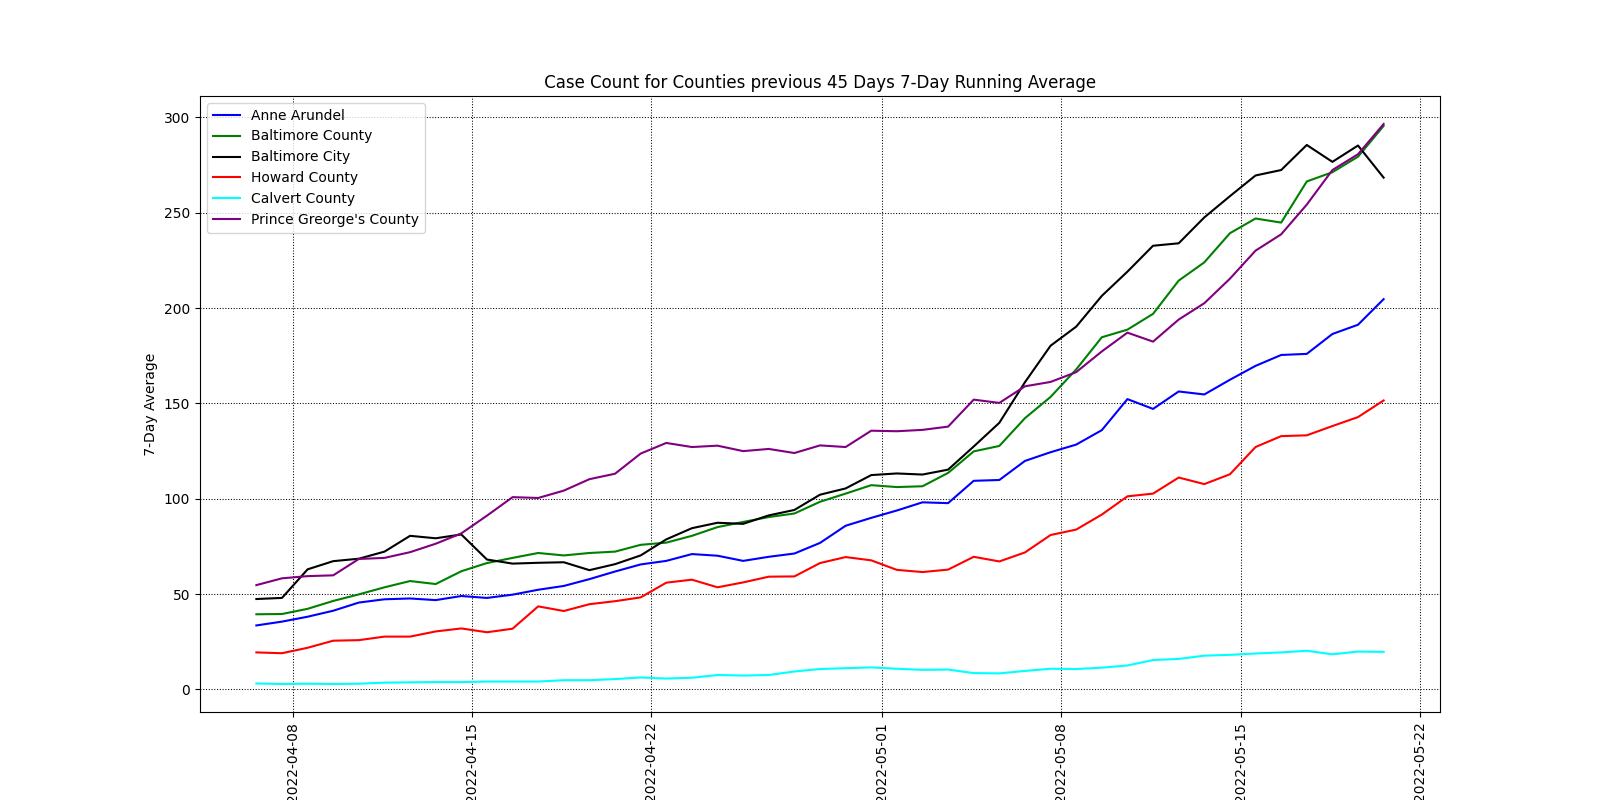 Case Count for Counties previous 45 Days 7-Day Running Average
Anne Arundel
Baltimore County
Baltimore City
Howard County
Calvert County
Prince Greorge's County
7-Day Average
300
250
200
150
100
50
0
2022-04-08
2022-04-15
2022-04-22
2022-05-01
2022-05-08
2022-05-15
2022-05-22